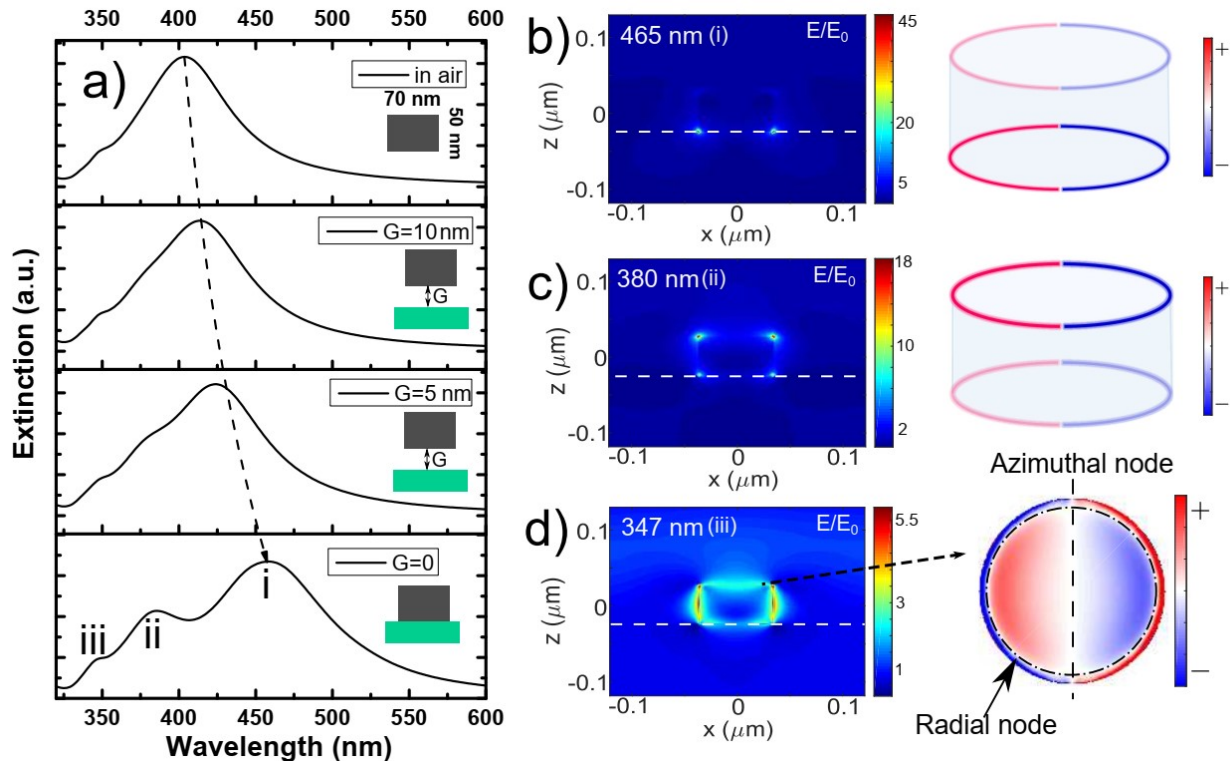 350 400 450 500 550 600
a)
in air
70 nm
50 nm
G=10 nm
G
G=5 nm
G
G=0
i
ii
iii
Extinction (a.u.)
350 400 450 500 550 600
Wavelength (nm)
b)
465 nm (i)
E/E0
0.1
0
-0.1
z (μm)
-0.1 0 0.1
x (μm)
45
20
5
+
−
c)
380 nm (ii)
E/E0
0.1
0
-0.1
z (μm)
-0.1 0 0.1
x (μm)
18
10
2
+
−
d)
347 nm (iii)
E/E0
0.1
0
-0.1
z (μm)
-0.1 0 0.1
x (μm)
5.5
3
1
Azimuthal node
Radial node
+
−